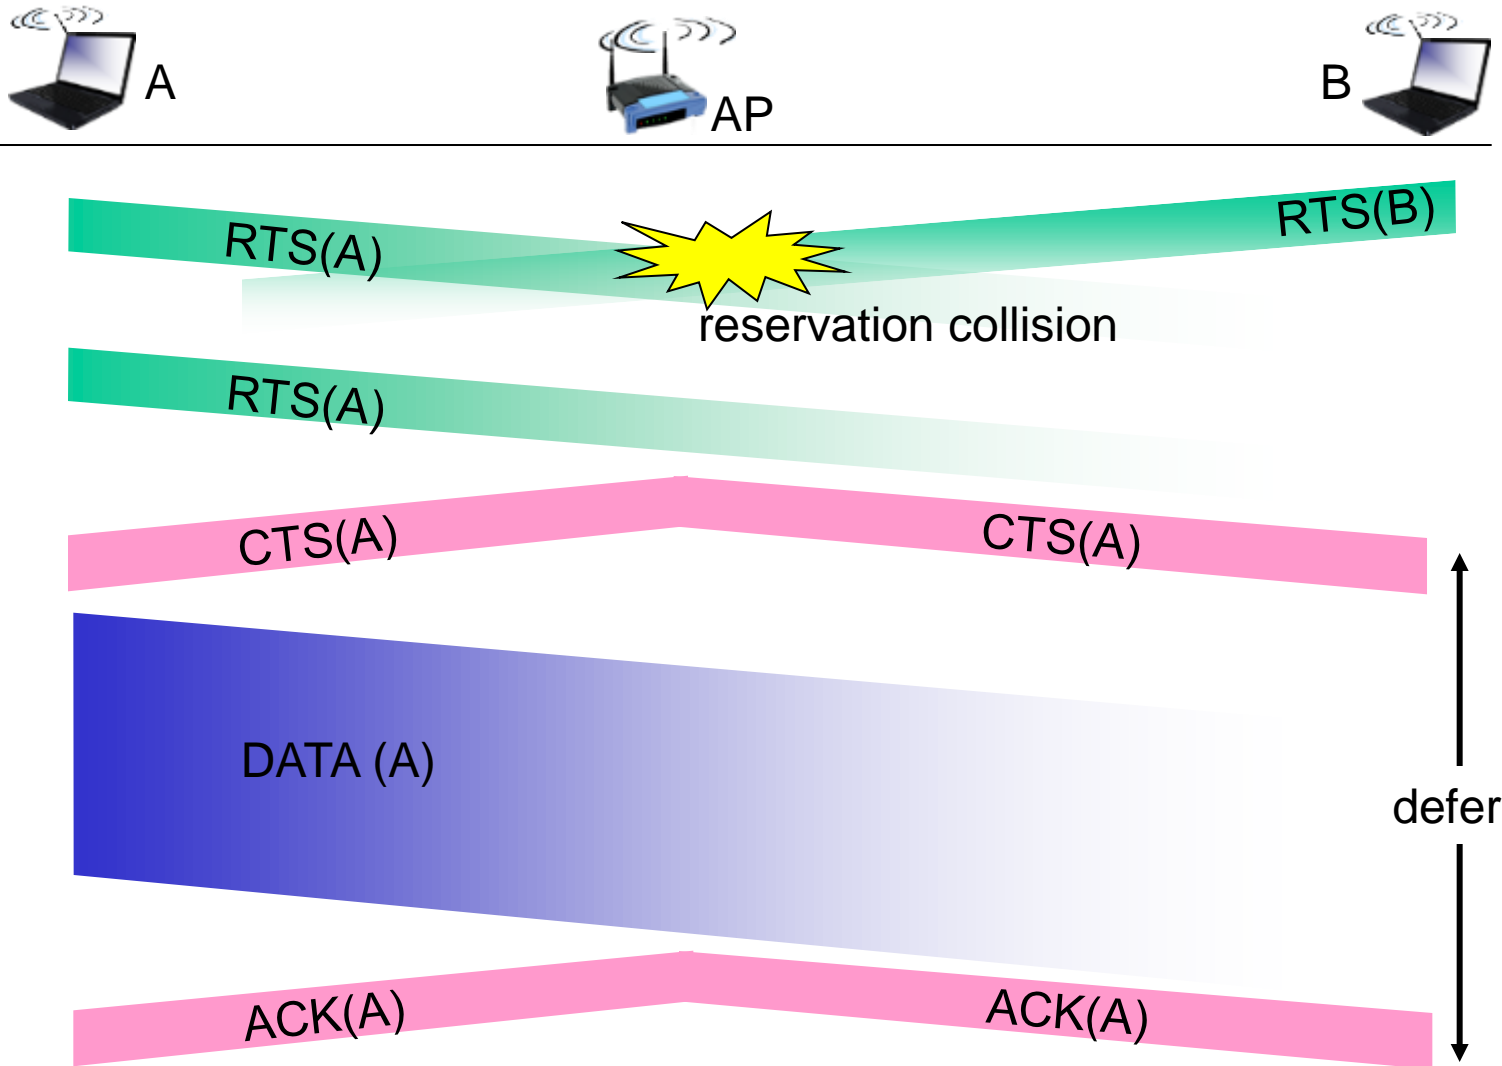 A
AP
B
RTS(A)
RTS(B)
reservation collision
RTS(A)
CTS(A)
CTS(A)
DATA (A)
defer
ACK(A)
ACK(A)